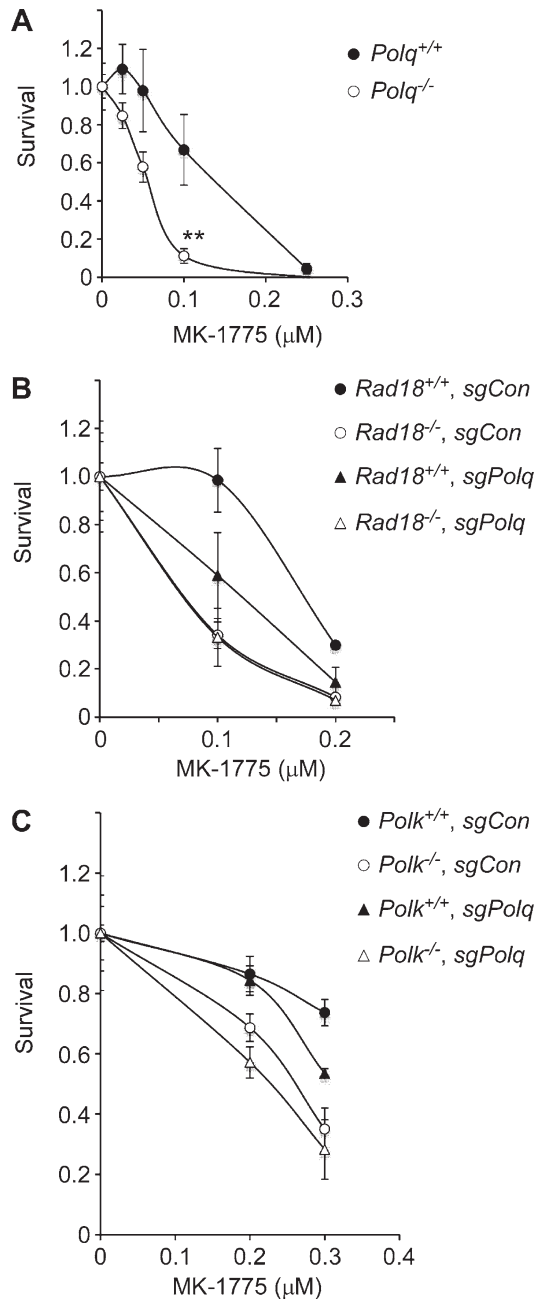 A
Survival
1.2
1.0
0.8
0.6
0.4
0.2
0
0
0.1
0.2
0.3
MK-1775 (μM)
Polq+/+
Polq-/-
**
B
Survival
1.2
1.0
0.8
0.6
0.4
0.2
0
0
0.1
0.2
MK-1775 (μM)
Rad18+/+, sgCon
Rad18-/-, sgCon
Rad18+/+, sgPolq
Rad18-/-, sgPolq
C
Survival
1.2
1.0
0.8
0.6
0.4
0.2
0
0
0.1
0.2
0.3
0.4
MK-1775 (μM)
Polk+/+, sgCon
Polk-/-, sgCon
Polk+/+, sgPolq
Polk-/-, sgPolq